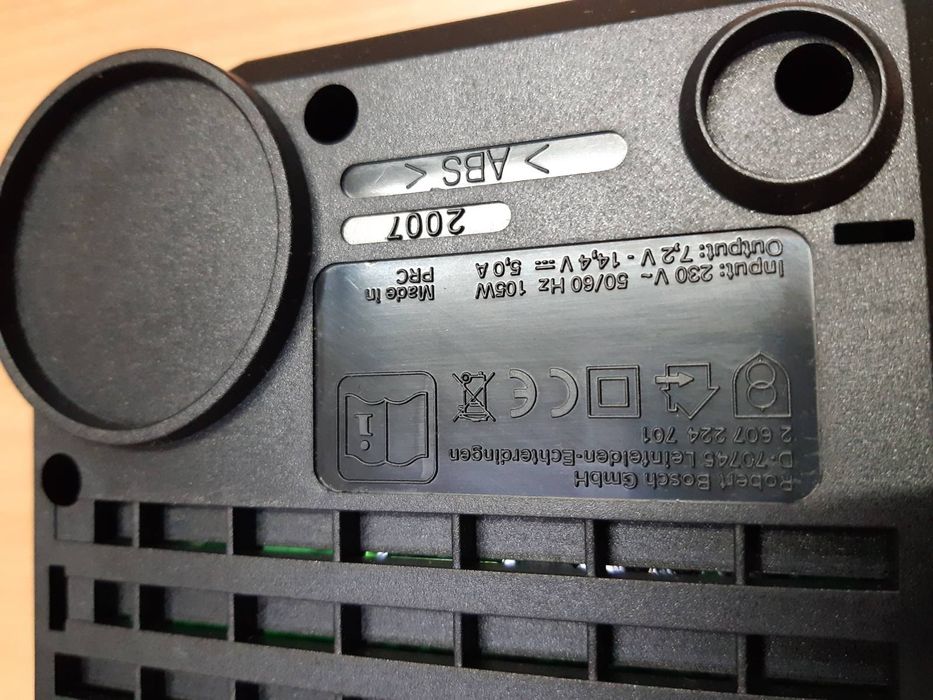 Robert Bosch GmbH
D-70745 Leinfelden-Echterdingen
2 607 224 701
i
CE
Input: 230 V~ 50/60 Hz 105W
Output: 7,2 V - 14,4 V ⎓ 5,0 A
Made in
PRC
2007
> ABS <